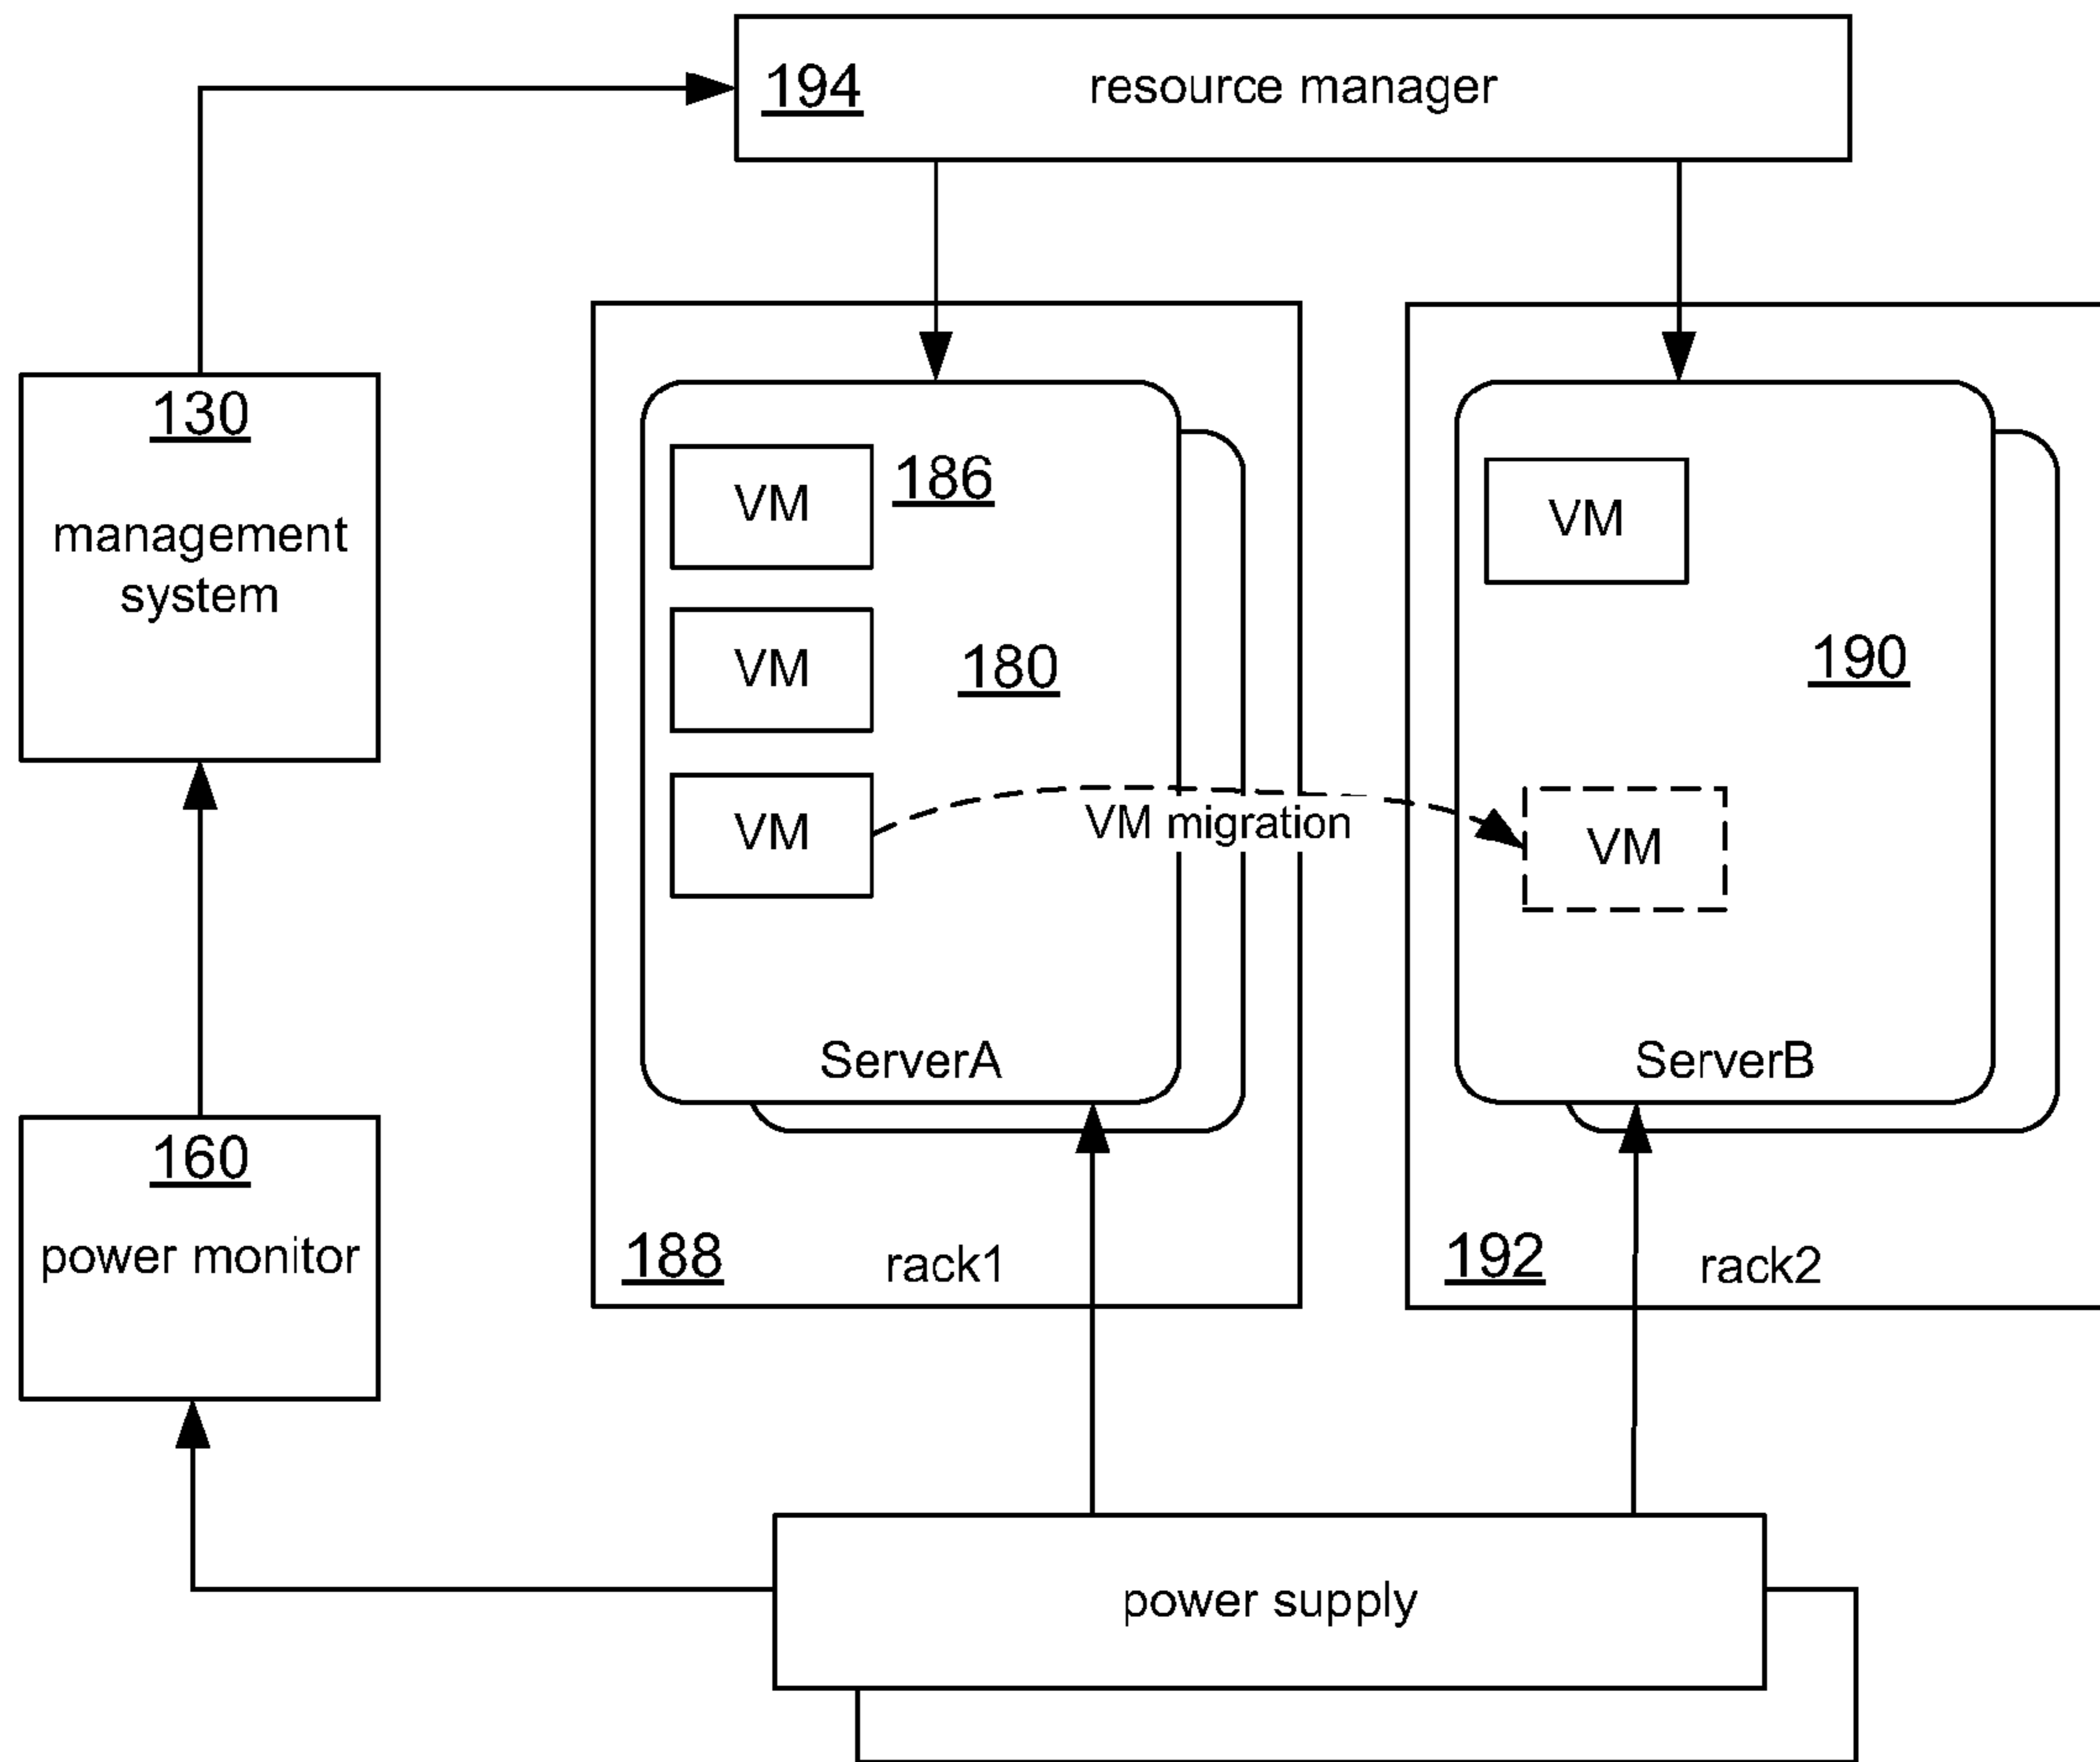 194
resource manager
130
management
system
186
VM
VM
VM
180
VM migration
ServerA
188
rack1
VM
190
VM
ServerB
192
rack2
160
power monitor
power supply